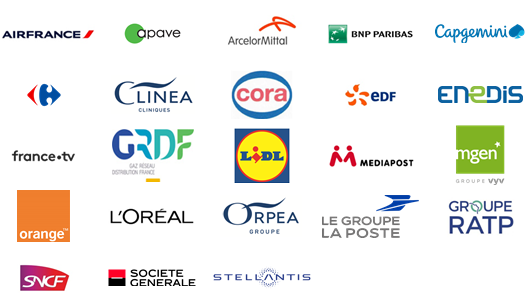 AIRFRANCE
apave
ArcelorMittal
BNP PARIBAS
Capgemini
CLINEA
CLINIQUES
cora
eDF
ENEDIS
france•tv
GRDF
GAZ RÉSEAU
DISTRIBUTION FRANCE
LiDL
MEDIAPOST
mgen*
GROUPE vyv
orange™
L'ORÉAL
ORPEA
GROUPE
LE GROUPE
LA POSTE
GROUPE
RATP
SNCF
SOCIETE
GENERALE
STELLANTIS